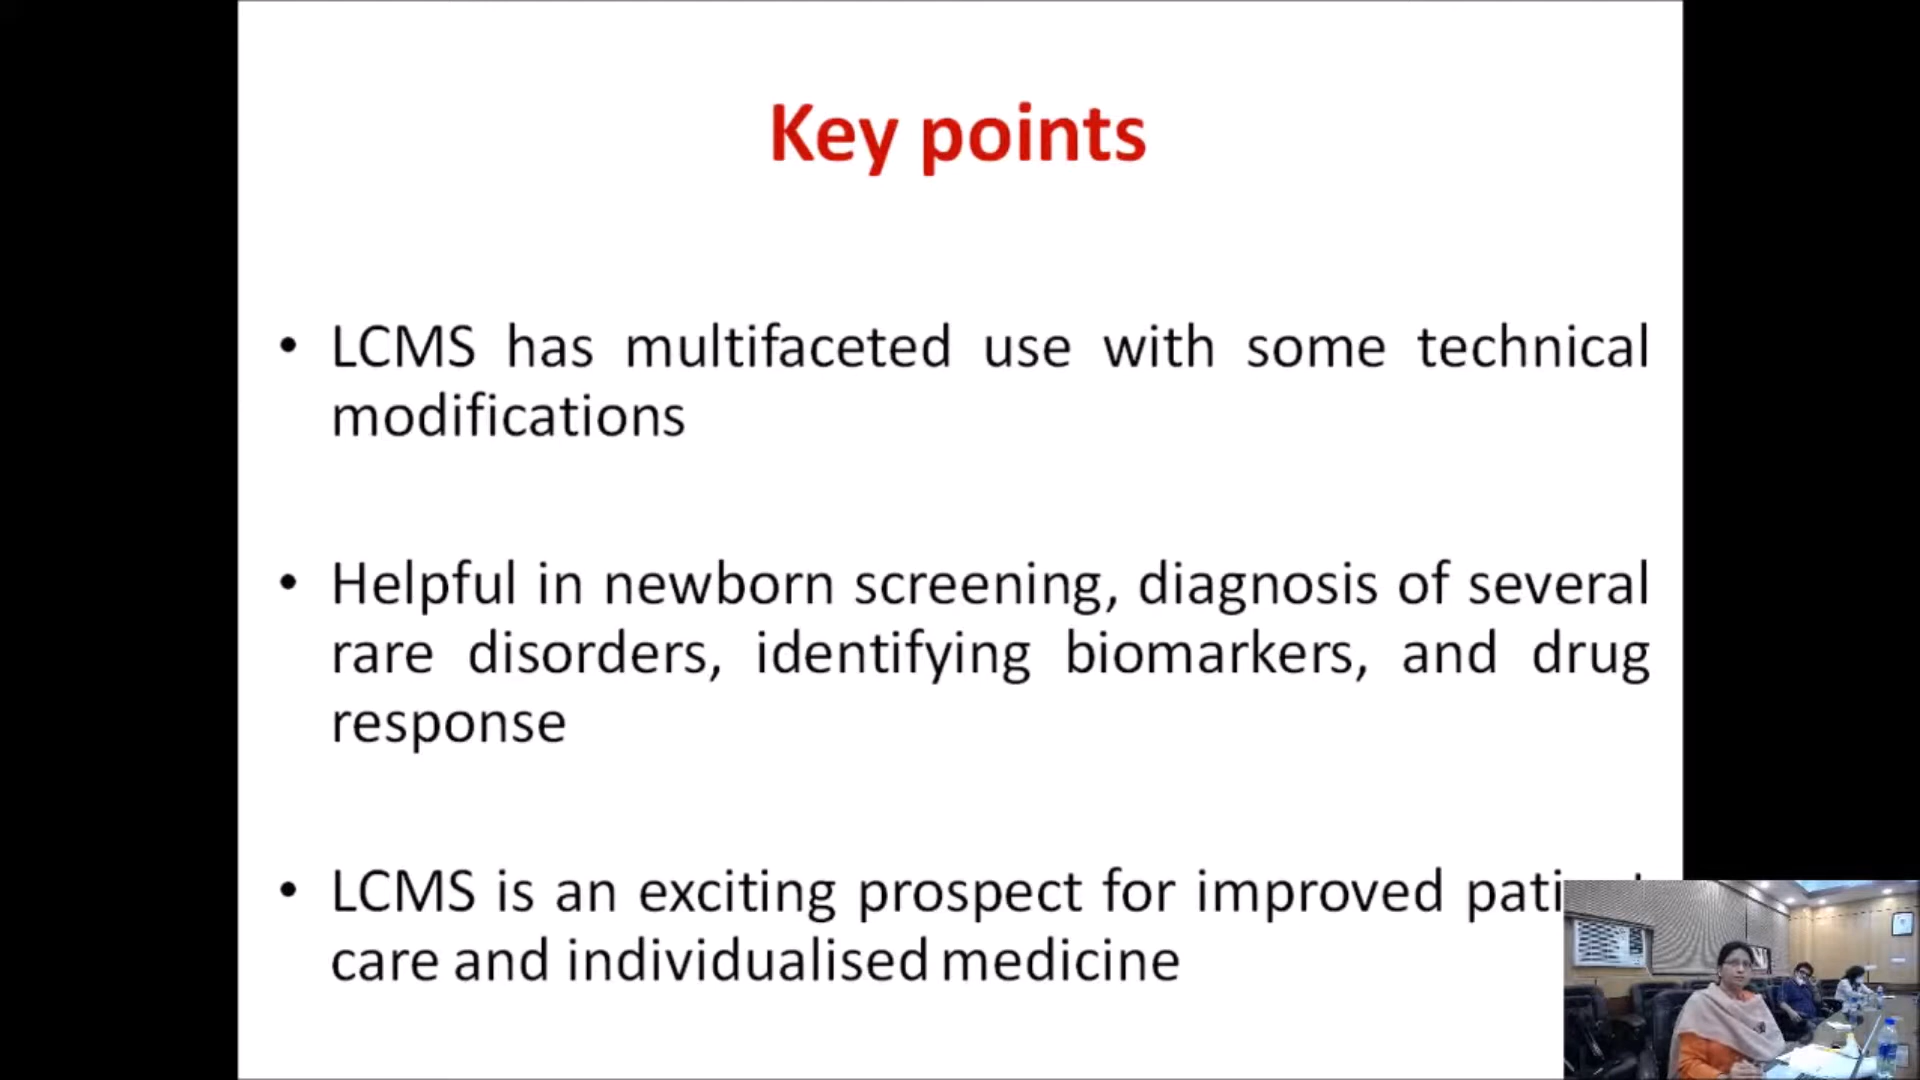 Key points
• LCMS has multifaceted use with some technical
modifications
• Helpful in newborn screening, diagnosis of several
rare disorders, identifying biomarkers, and drug
response
• LCMS is an exciting prospect for improved
care and individualised medicine